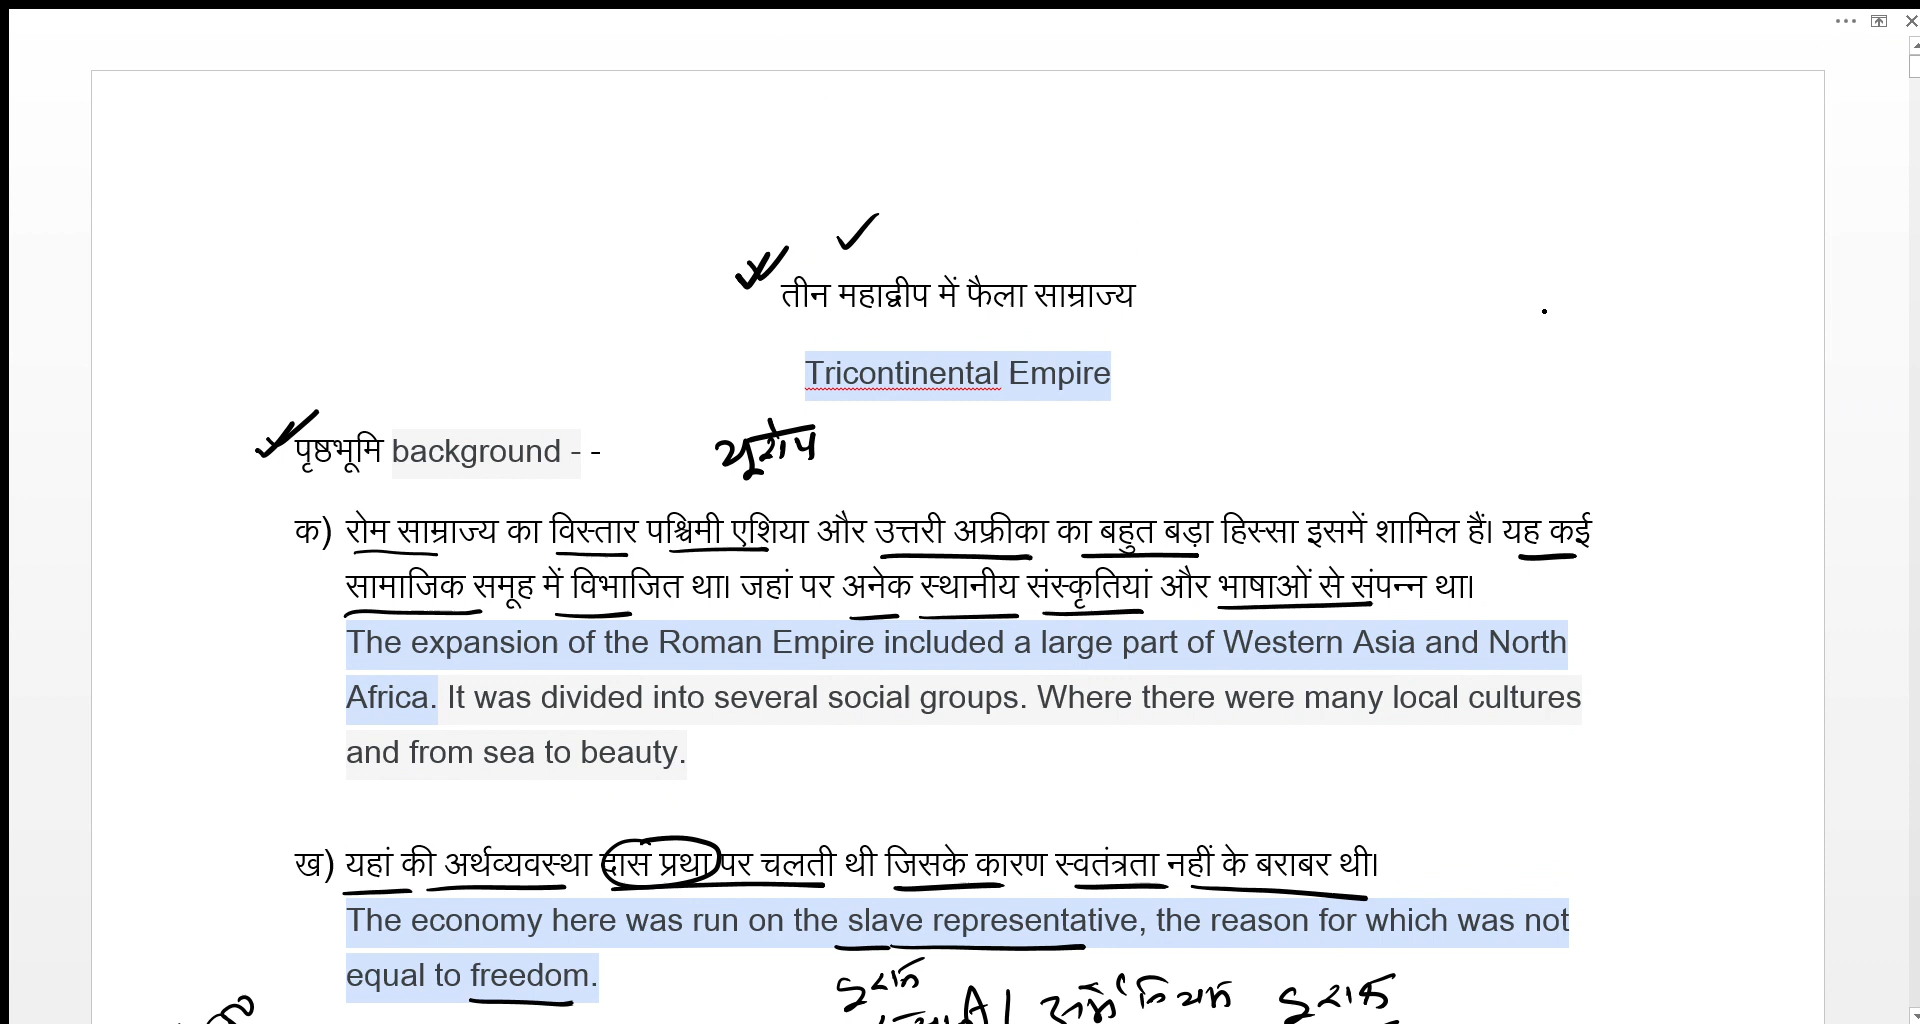 तीन महाद्वीप में फैला साम्राज्य
Tricontinental Empire
पृष्ठभूमि background - -
यूरोप
क) रोम साम्राज्य का विस्तार पश्चिमी एशिया और उत्तरी अफ्रीका का बहुत बड़ा हिस्सा इसमें शामिल हैं। यह कई
सामाजिक समूह में विभाजित था। जहां पर अनेक स्थानीय संस्कृतियां और भाषाओं से संपन्न था।
The expansion of the Roman Empire included a large part of Western Asia and North
Africa. It was divided into several social groups. Where there were many local cultures
and from sea to beauty.
ख) यहां की अर्थव्यवस्था दास प्रथा पर चलती थी जिसके कारण स्वतंत्रता नहीं के बराबर थी।
The economy here was run on the slave representative, the reason for which was not
equal to freedom.